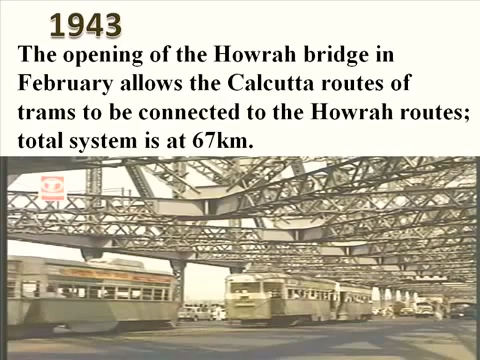 1943
The opening of the Howrah bridge in
February allows the Calcutta routes of
trams to be connected to the Howrah routes;
total system is at 67km.